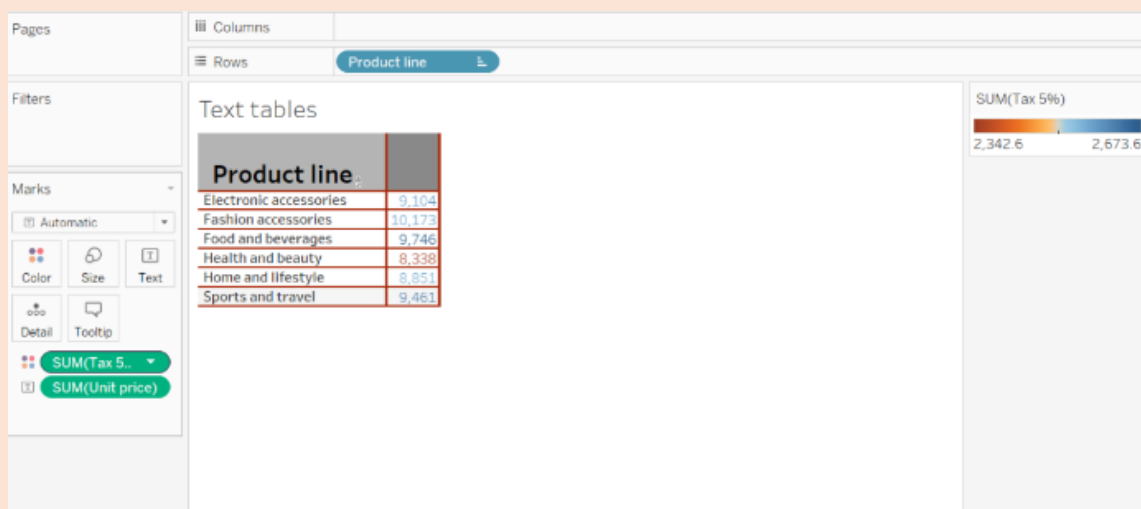 Pages
Columns
Rows
Product line
Filters
Text tables
SUM(Tax 5%)
2,342.6 2,673.6
Product line
Electronic accessories 9,104
Fashion accessories 10,173
Food and beverages 9,746
Health and beauty 8,338
Home and lifestyle 8,851
Sports and travel 9,461
Marks
Automatic
Color Size Text
Detail Tooltip
SUM(Tax 5..
SUM(Unit price)